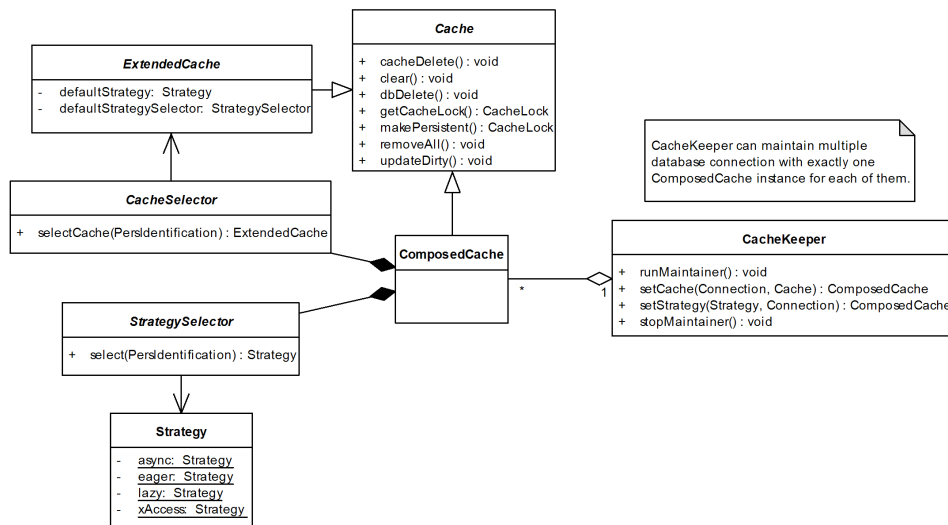 Cache
+ cacheDelete() : void
+ clear() : void
+ dbDelete() : void
+ getCacheLock() : CacheLock
+ makePersistent() : CacheLock
+ removeAll() : void
+ updateDirty() : void
ExtendedCache
- defaultStrategy: Strategy
- defaultStrategySelector: StrategySelector
CacheKeeper can maintain multiple
database connection with exactly one
ComposedCache instance for each of them.
CacheSelector
+ selectCache(PersIdentification) : ExtendedCache
ComposedCache
CacheKeeper
+ runMaintainer() : void
+ setCache(Connection, Cache) : ComposedCache
+ setStrategy(Strategy, Connection) : ComposedCache
+ stopMaintainer() : void
*
1
StrategySelector
+ select(PersIdentification) : Strategy
Strategy
- async: Strategy
- eager: Strategy
- lazy: Strategy
- xAccess: Strategy